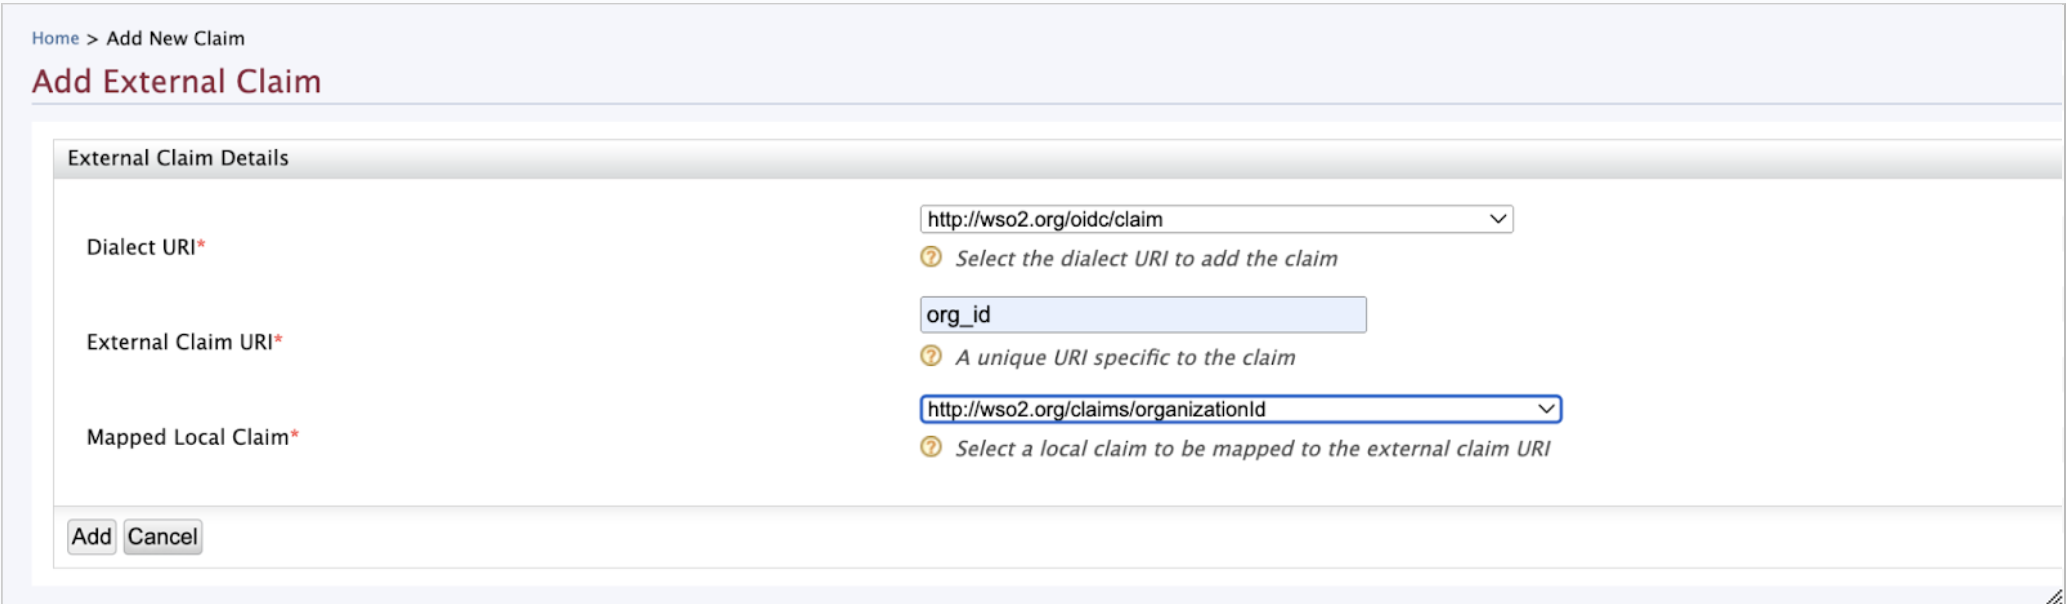 Home > Add New Claim
Add External Claim
External Claim Details
Dialect URI*
http://wso2.org/oidc/claim
? Select the dialect URI to add the claim
External Claim URI*
org_id
? A unique URI specific to the claim
Mapped Local Claim*
http://wso2.org/claims/organizationId
? Select a local claim to be mapped to the external claim URI
Add Cancel